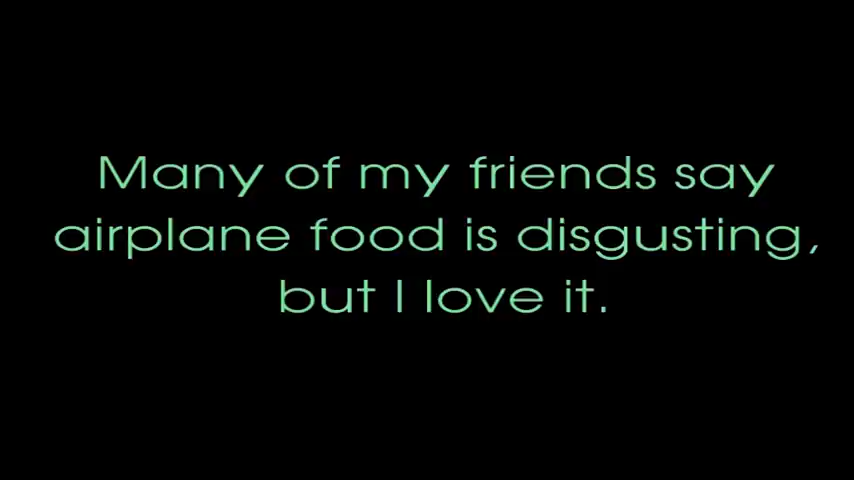 Many of my friends say
airplane food is disgusting,
but I love it.